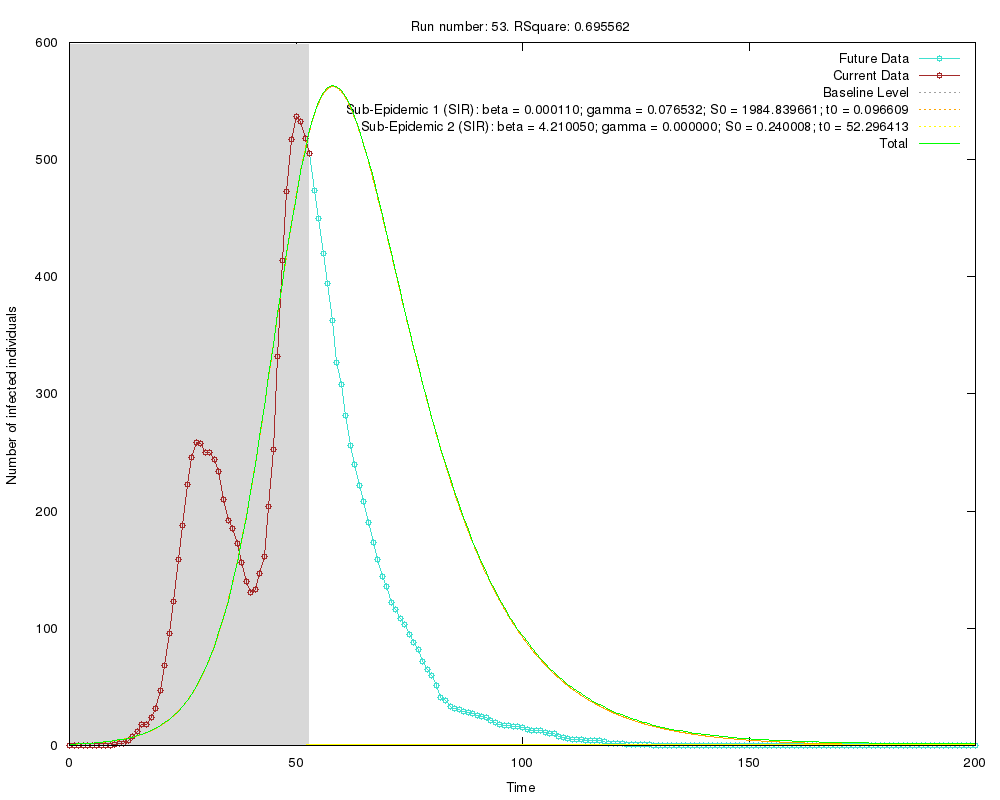 Run number: 53. RSquare: 0.695562
600
500
400
300
200
100
0
0
50
100
150
200
Number of infected individuals
Time
Future Data
Current Data
Baseline Level
Sub-Epidemic 1 (SIR): beta = 0.000110; gamma = 0.076532; S0 = 1984.839661; t0 = 0.096609
Sub-Epidemic 2 (SIR): beta = 4.210050; gamma = 0.000000; S0 = 0.240008; t0 = 52.296413
Total